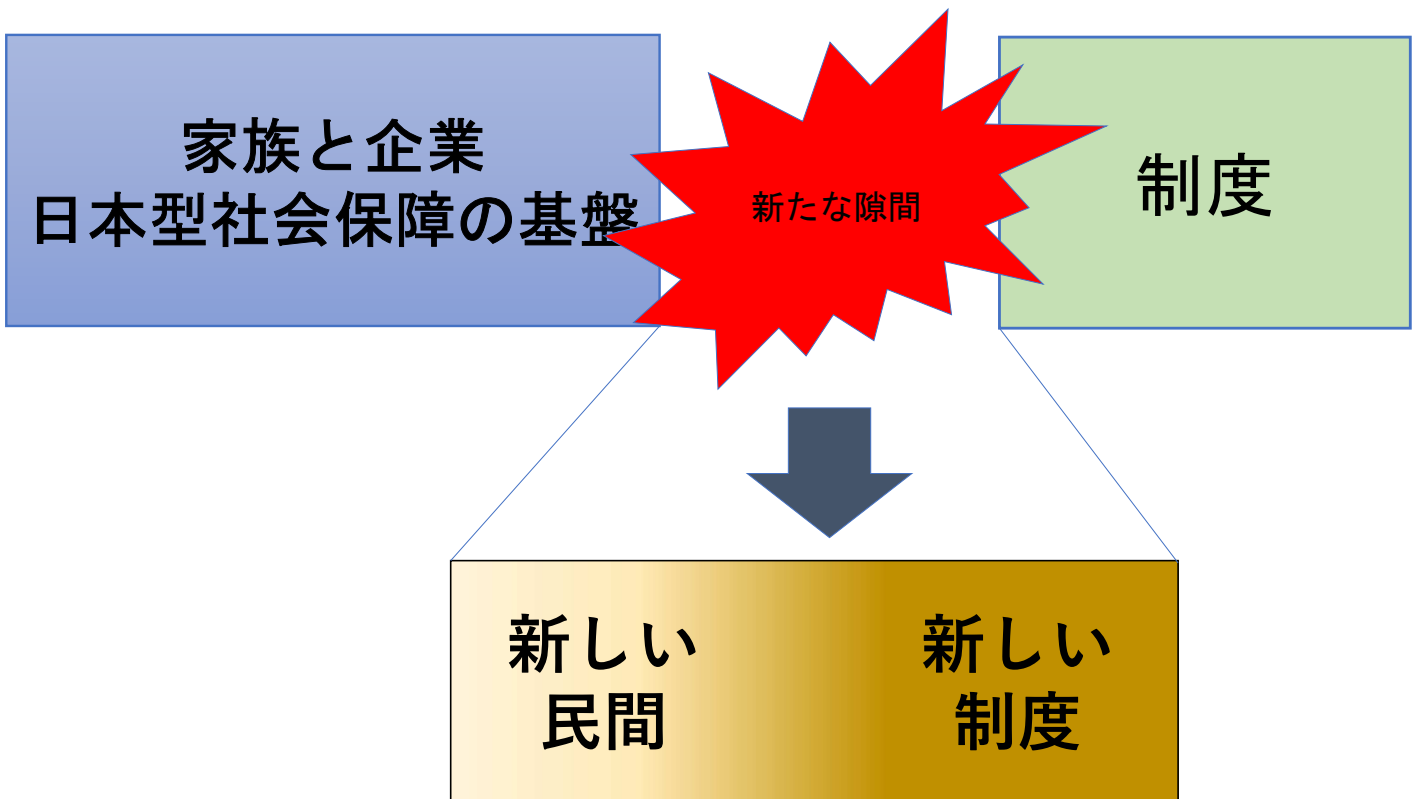 家族と企業
日本型社会保障の基盤
新たな隙間
制度
新しい
民間
新しい
制度